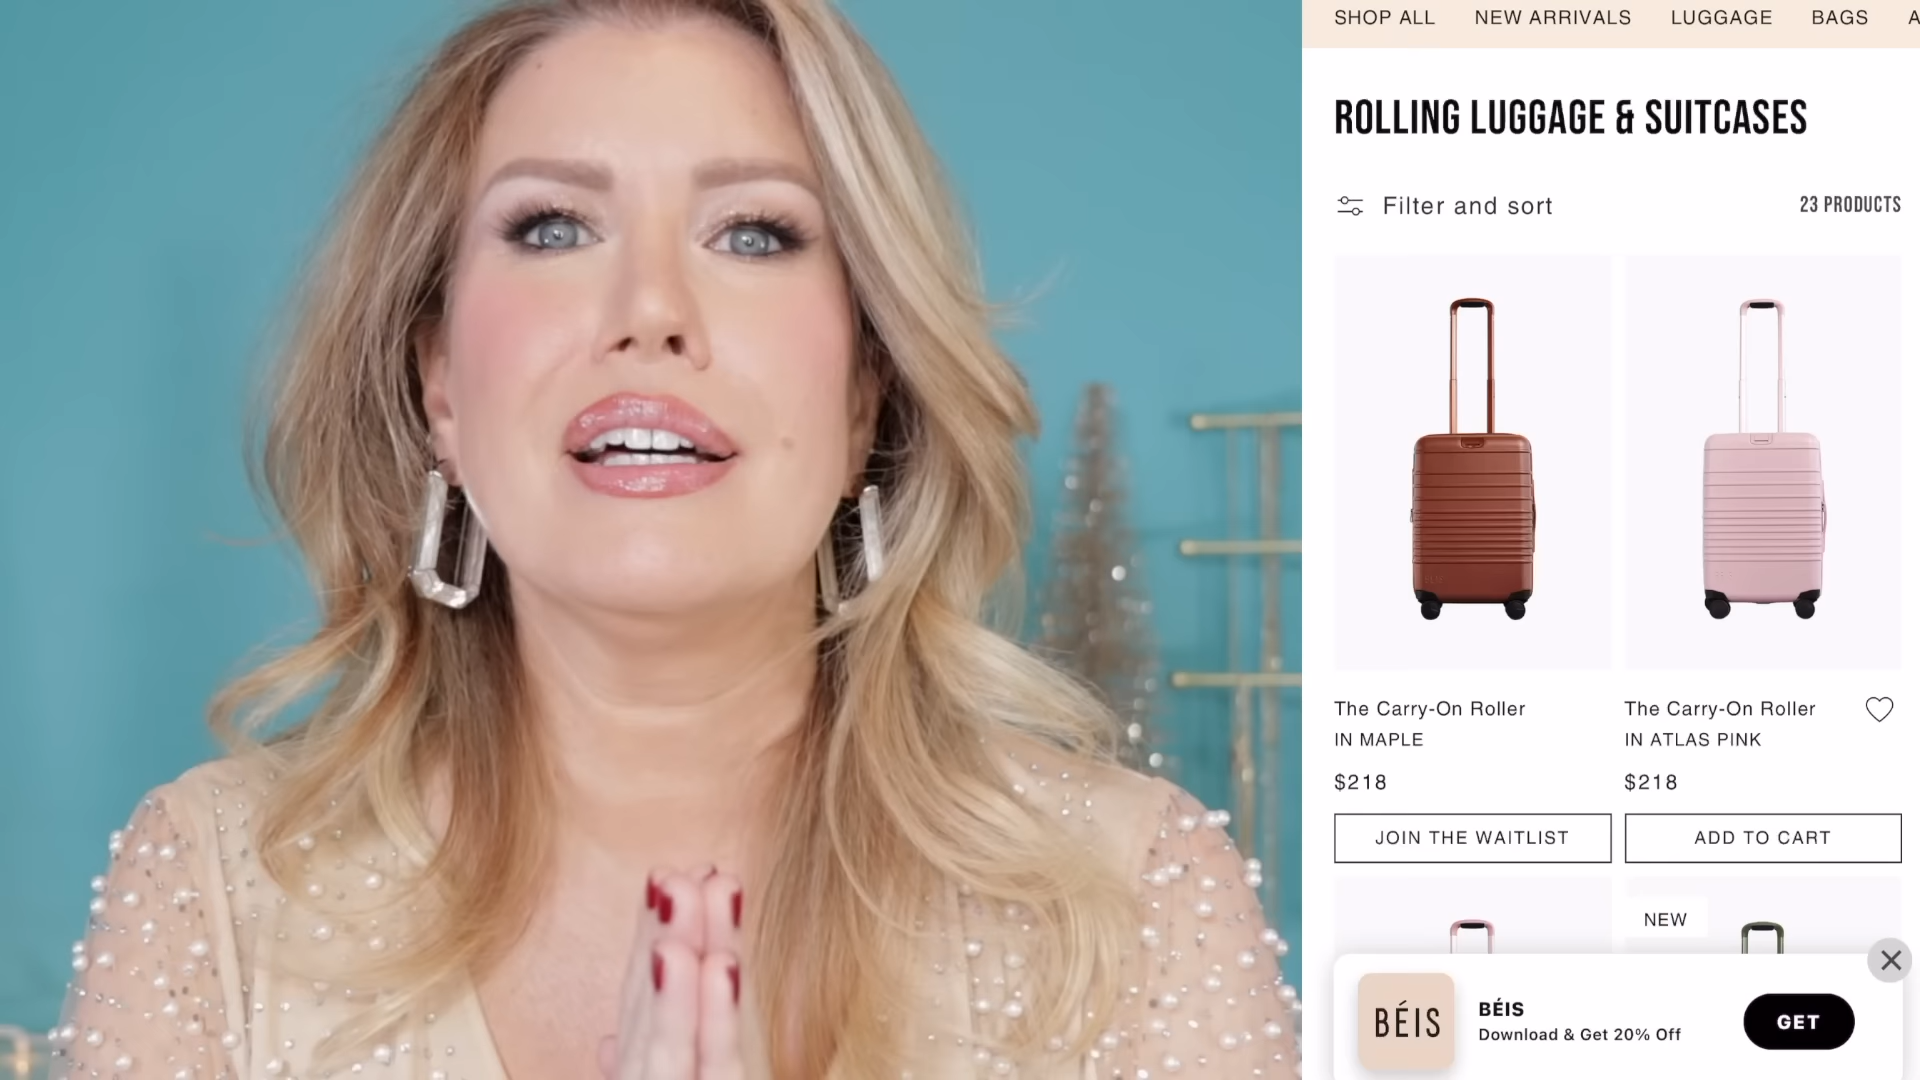 SHOP ALL NEW ARRIVALS LUGGAGE BAGS A
ROLLING LUGGAGE & SUITCASES
Filter and sort
23 PRODUCTS
The Carry-On Roller
IN MAPLE
$218
JOIN THE WAITLIST
The Carry-On Roller
IN ATLAS PINK
$218
ADD TO CART
NEW
BÉIS
BÉIS
Download & Get 20% Off
GET